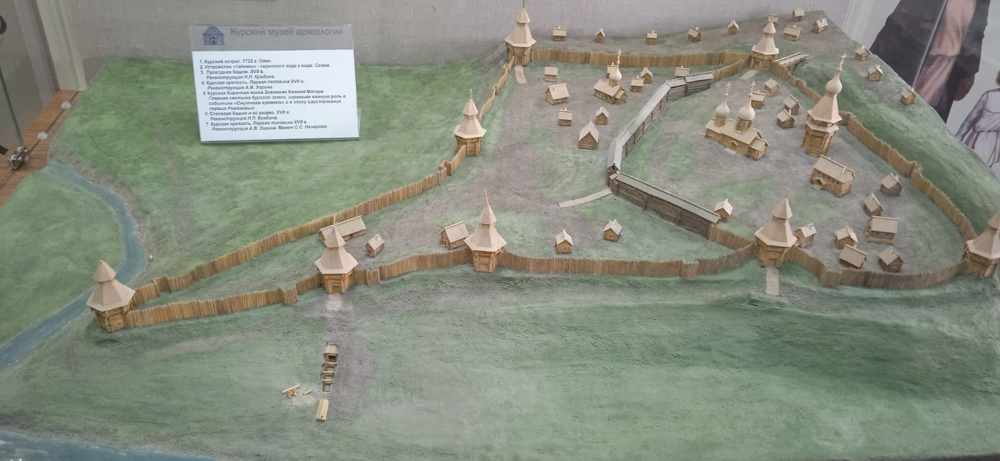 Курский музей археологии
1. Курский острог. 1722 г. План.
2. Устройство «тайника» - скрытного хода к воде. Схема.
3. Проездная башня. XVII в.
Реконструкция Н.П. Крадина.
4. Курская крепость. Первая половина XVII в.
Реконструкция А.В. Зорина.
5. Курская Коренная икона Знамения Божией Матери.
Главная святыня Курской земли, игравшая важную роль в
событиях «Смутного времени» и в эпоху царствования
первых Романовых.
6. Стеновая башня и её разрез. XVII в.
Реконструкция Н.П. Крадина.
7. Курская крепость. Первая половина XVII в.
Реконструкция А.В. Зорина. Макет С.С. Назарова.